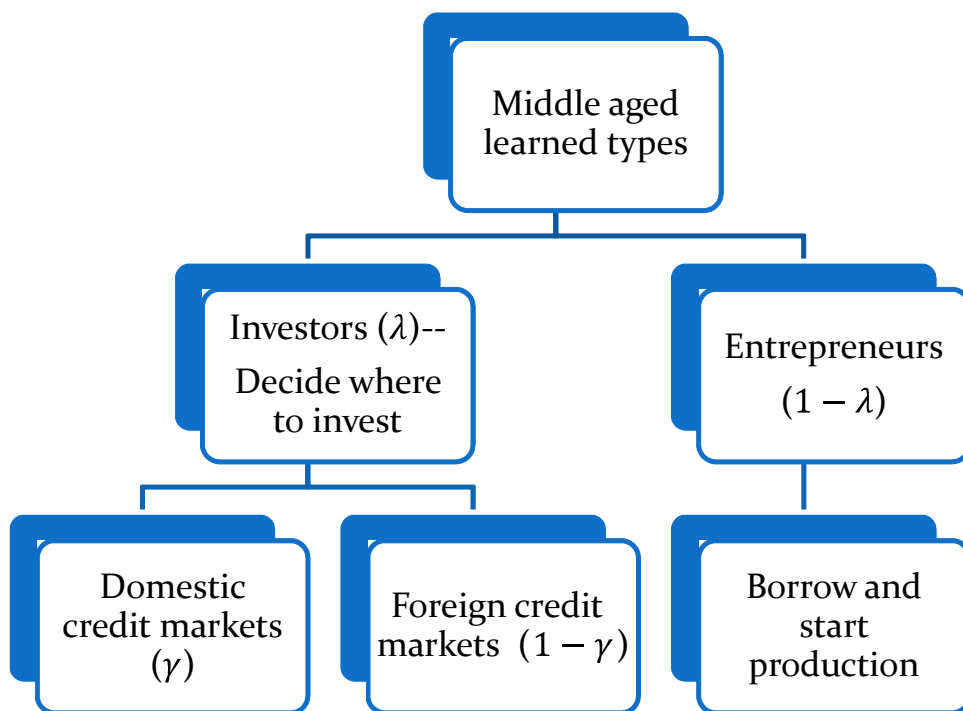 Middle aged
learned types
Investors (λ)--
Decide where
to invest
Entrepreneurs
(1 − λ)
Domestic
credit markets
(γ)
Foreign credit
markets (1 − γ)
Borrow and
start
production